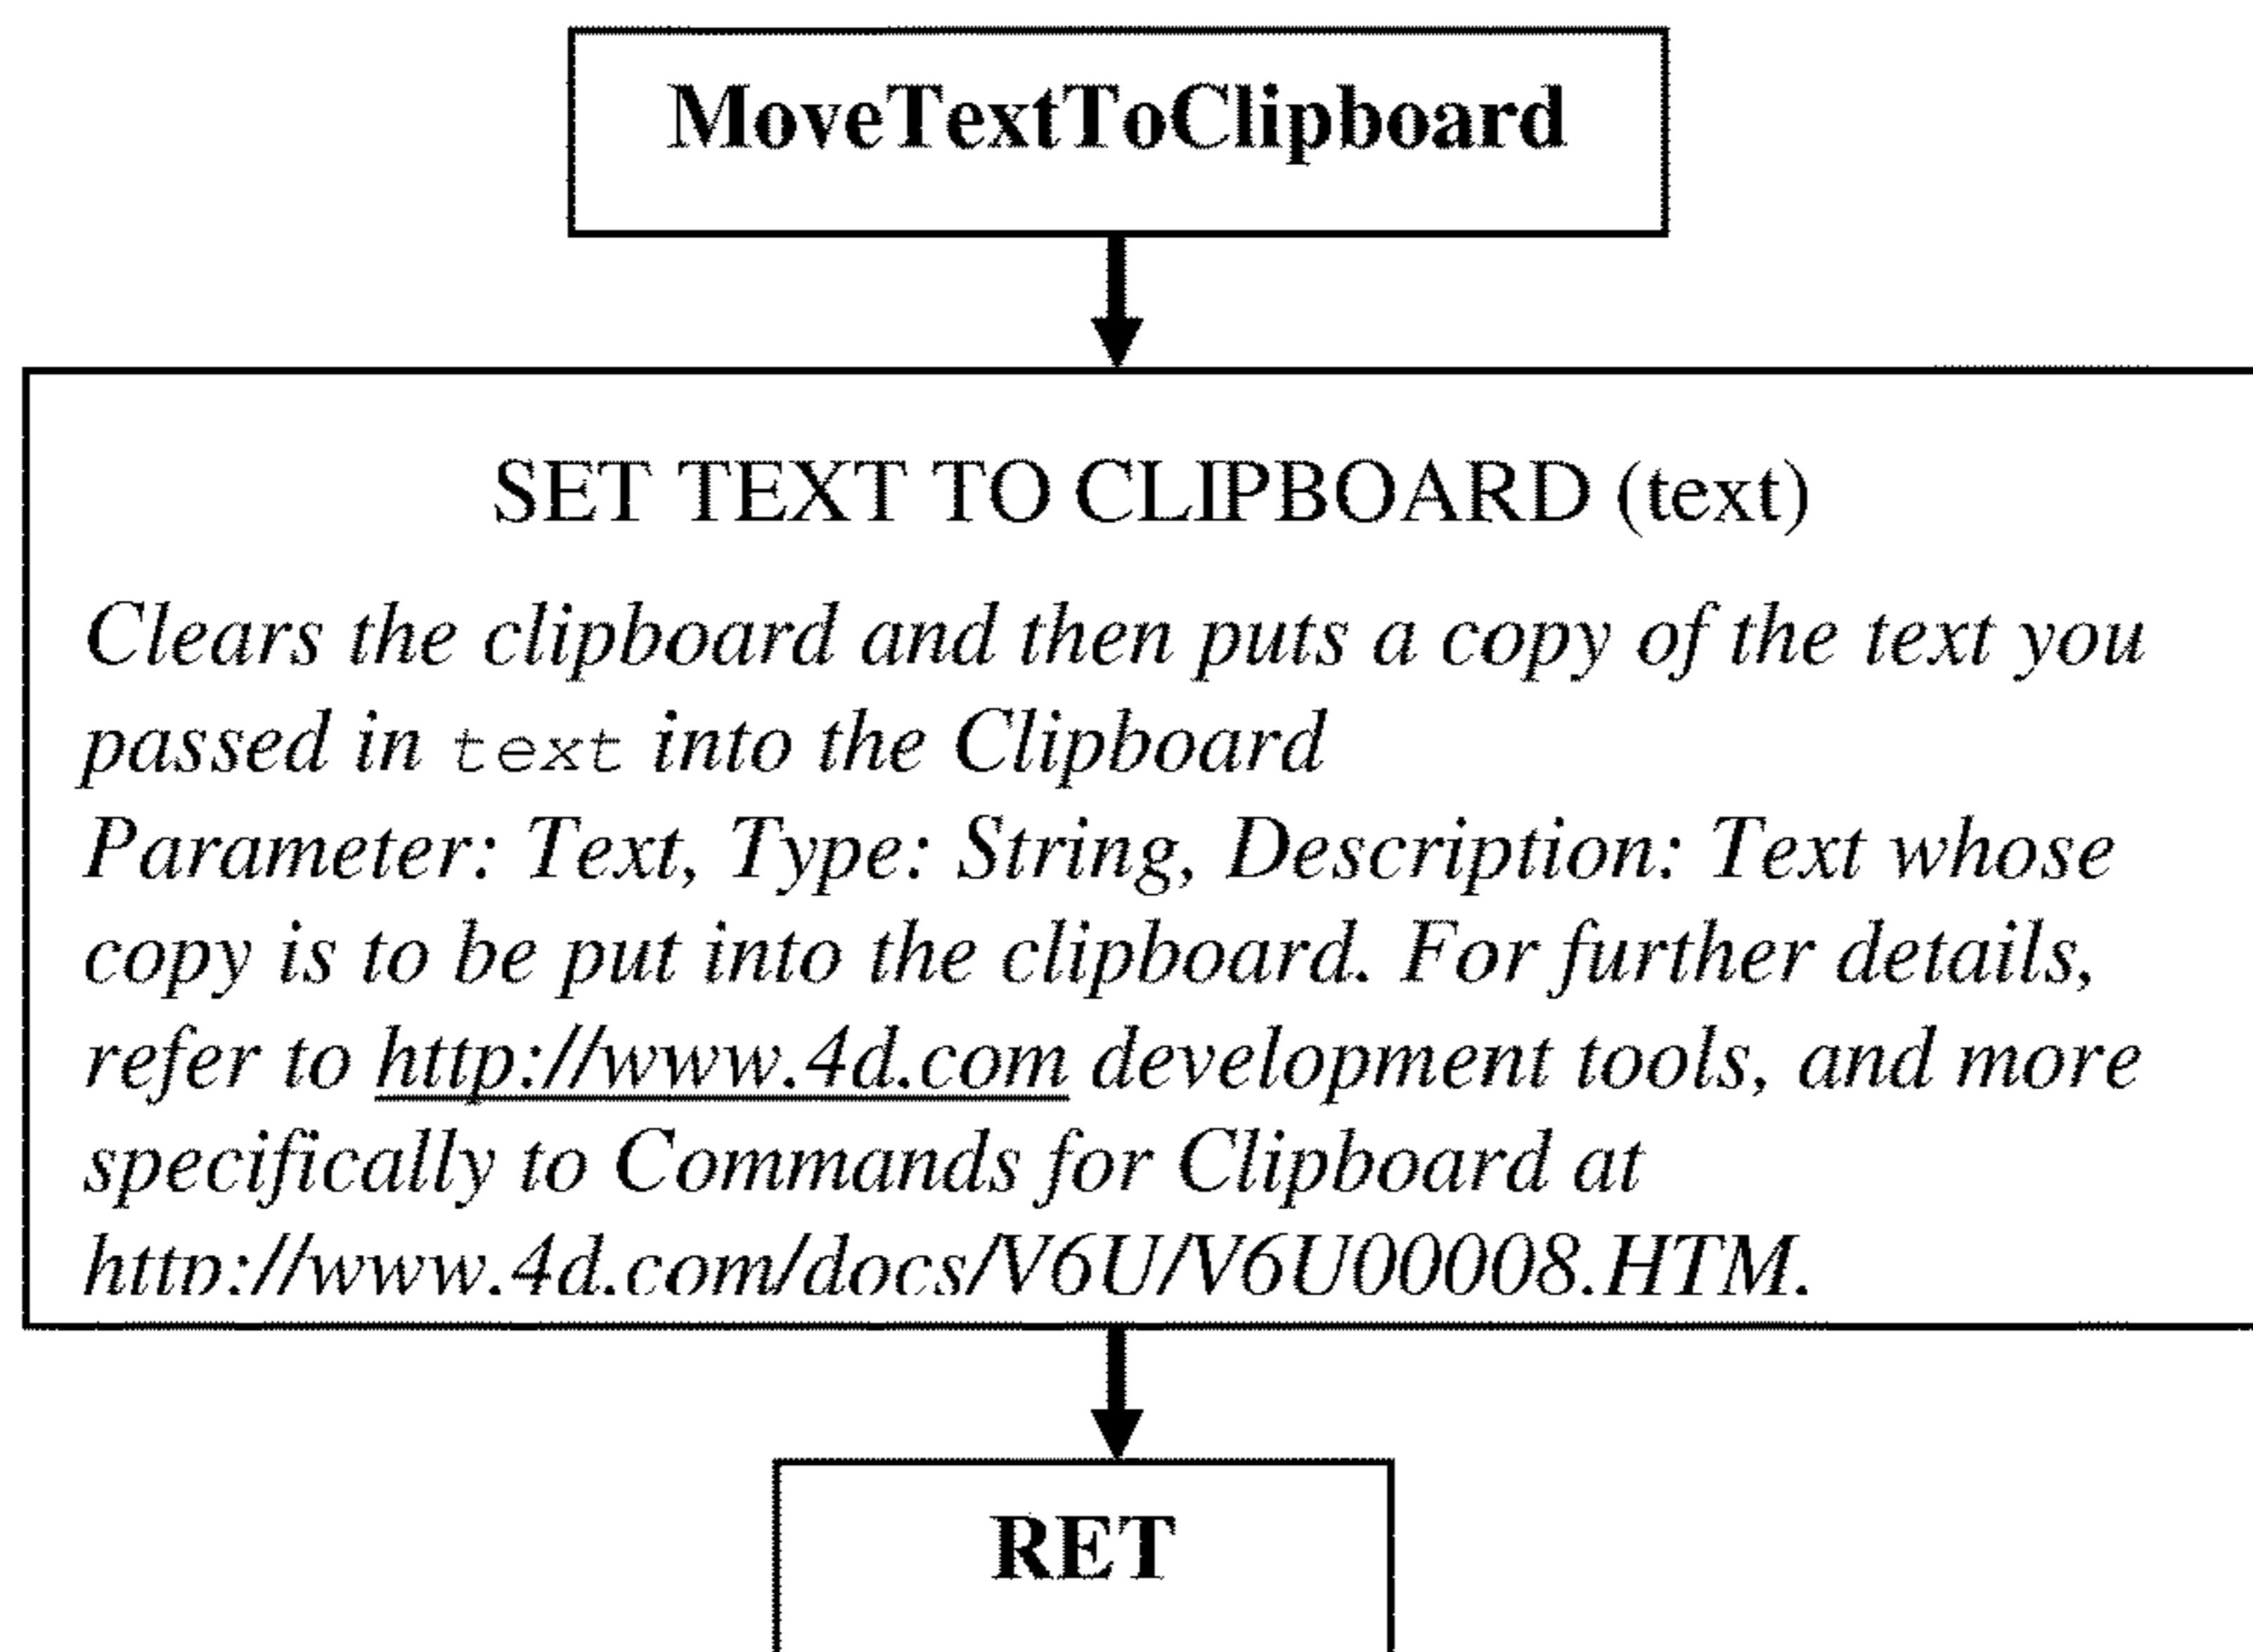 MoveTextToClipboard
SET TEXT TO CLIPBOARD (text)
Clears the clipboard and then puts a copy of the text you
passed in text into the Clipboard
Parameter: Text, Type: String, Description: Text whose
copy is to be put into the clipboard. For further details,
refer to http://www.4d.com development tools, and more
specifically to Commands for Clipboard at
http://www.4d.com/docs/V6U/V6U00008.HTM.
RET